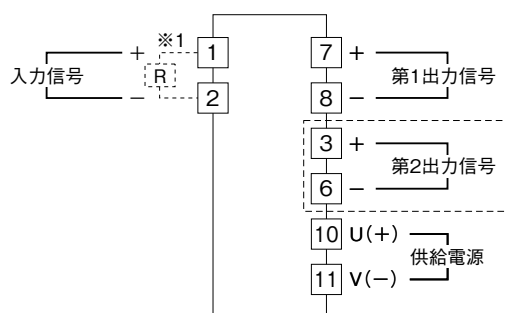 ※1
入力信号
+
R
−
1
2
7 +
第1出力信号
8 −
3 +
第2出力信号
6 −
10 U(+)
供給電源
11 V(−)